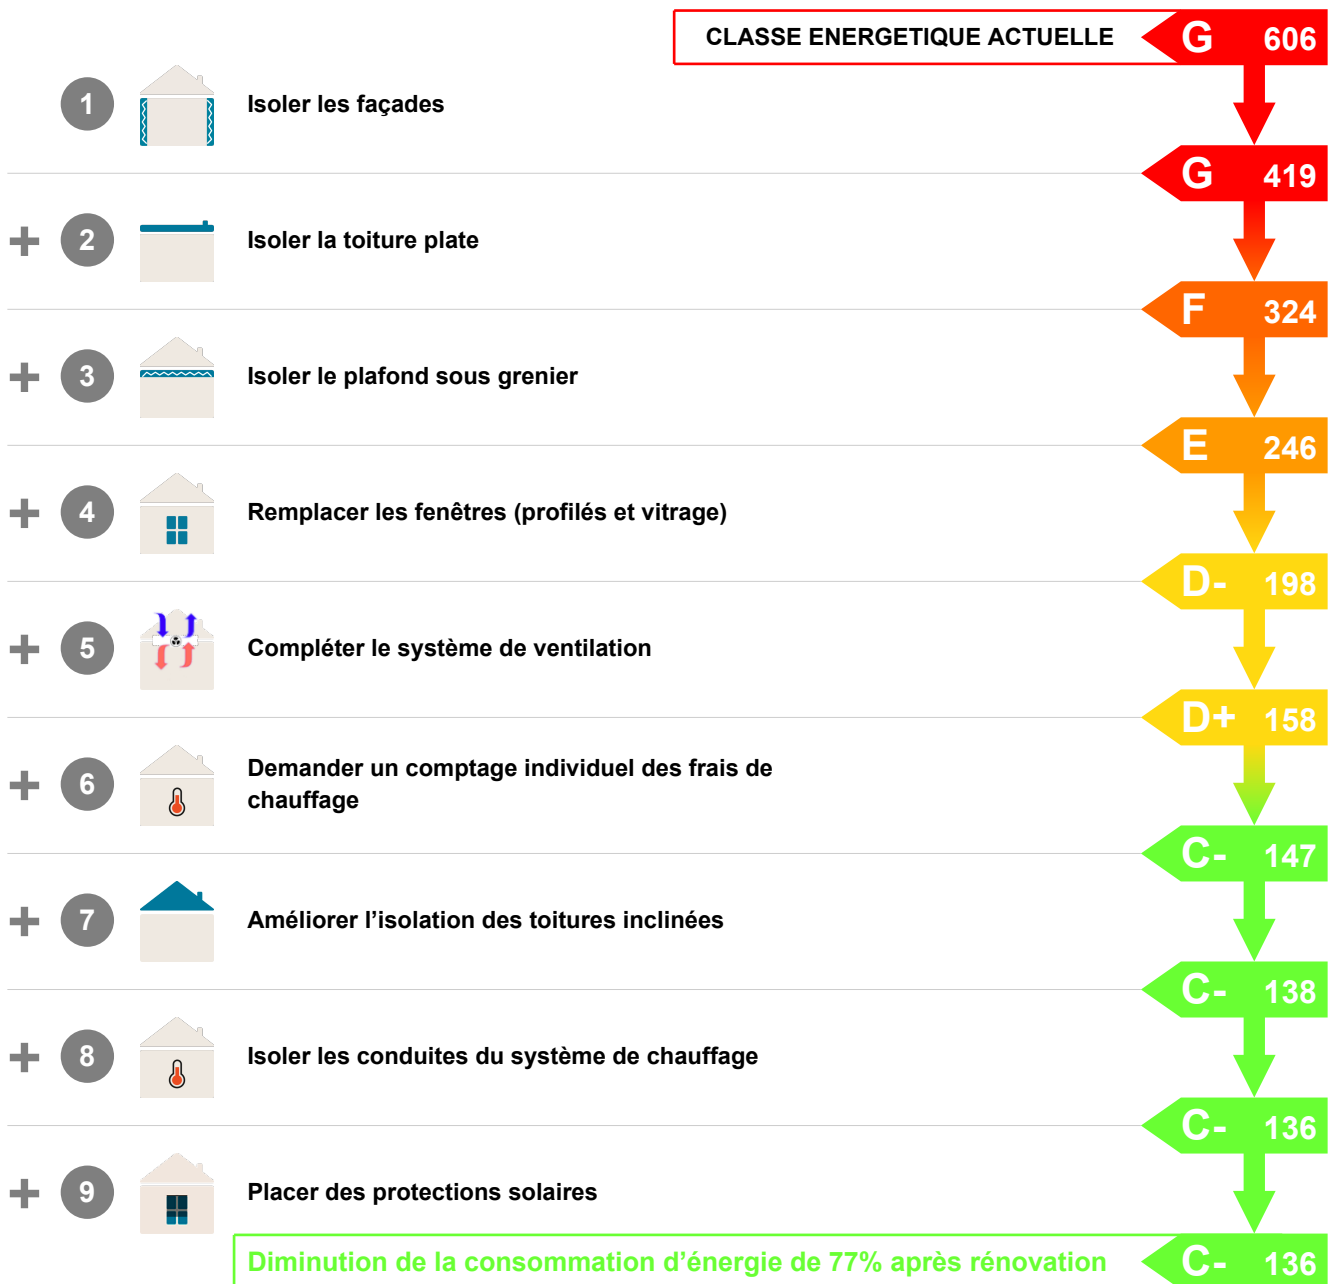 CLASSE ENERGETIQUE ACTUELLE G 606
1 Isoler les façades
G 419
+ 2 Isoler la toiture plate
F 324
+ 3 Isoler le plafond sous grenier
E 246
+ 4 Remplacer les fenêtres (profilés et vitrage)
D- 198
+ 5 Compléter le système de ventilation
D+ 158
+ 6 Demander un comptage individuel des frais de
chauffage
C- 147
+ 7 Améliorer l’isolation des toitures inclinées
C- 138
+ 8 Isoler les conduites du système de chauffage
C- 136
+ 9 Placer des protections solaires
Diminution de la consommation d’énergie de 77% après rénovation C- 136